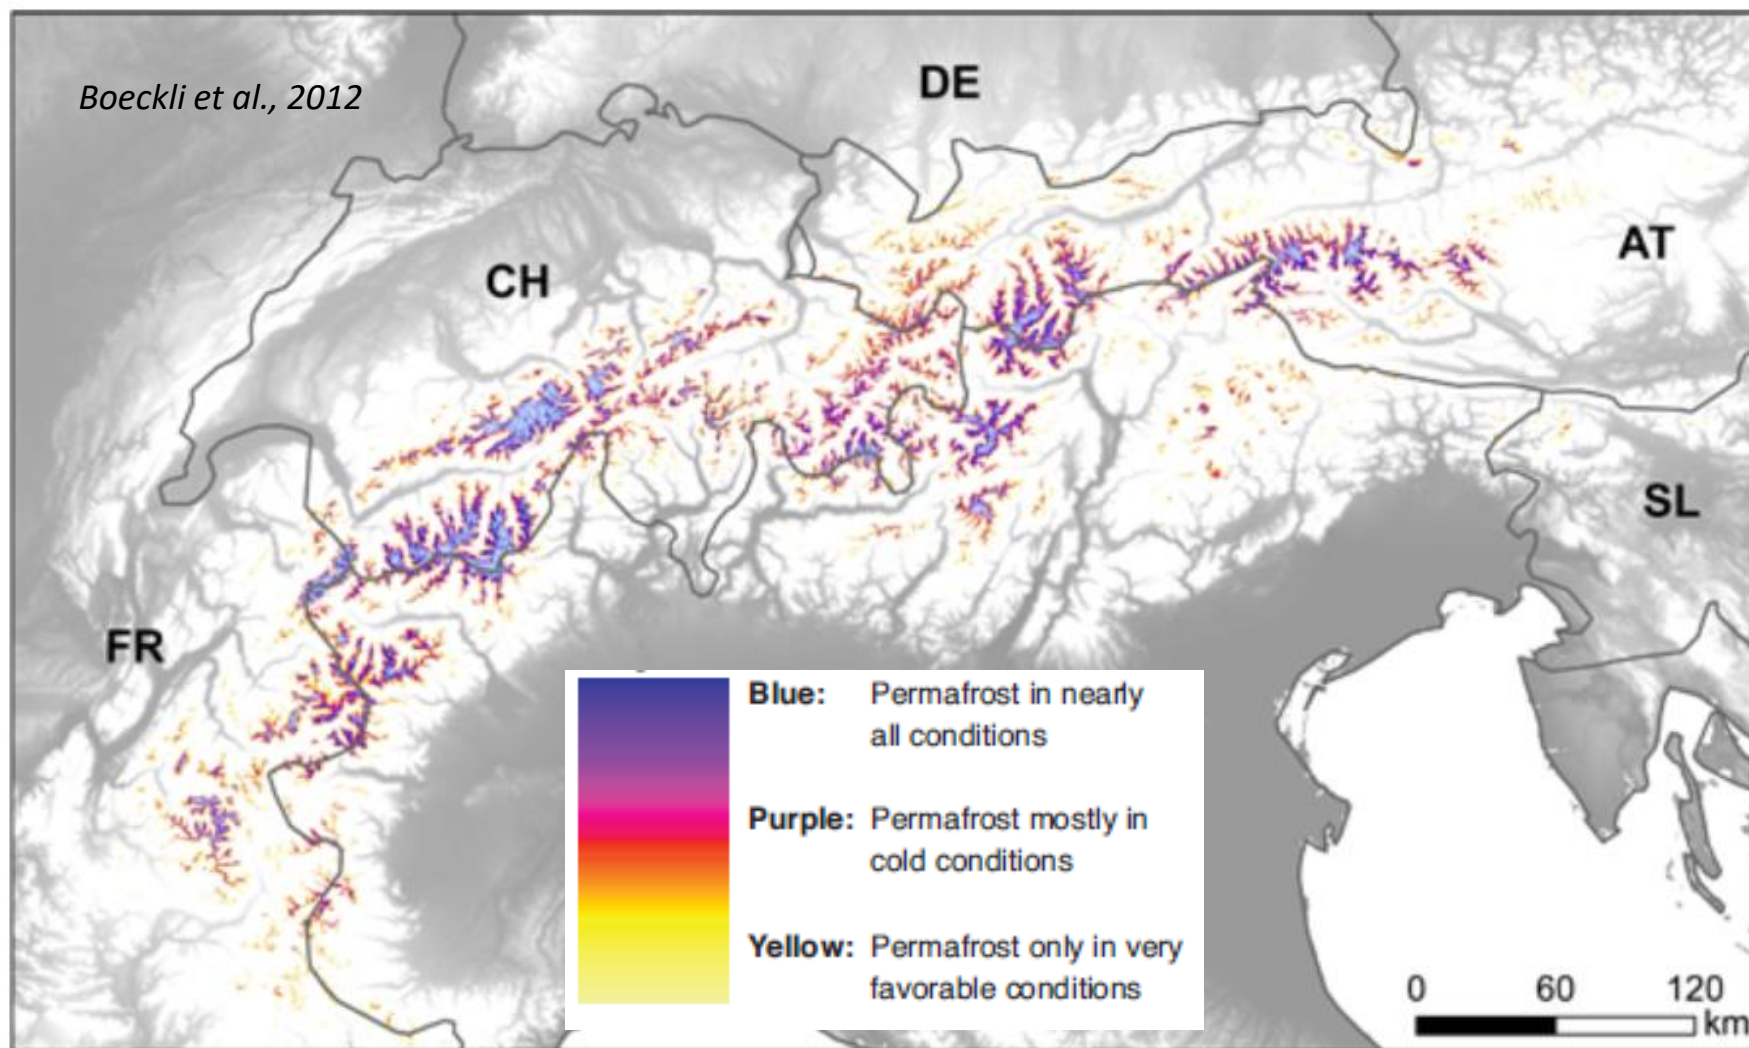 Boeckli et al., 2012
DE
CH
AT
SL
FR
Blue: Permafrost in nearly
all conditions
Purple: Permafrost mostly in
cold conditions
Yellow: Permafrost only in very
favorable conditions
0 60 120
km